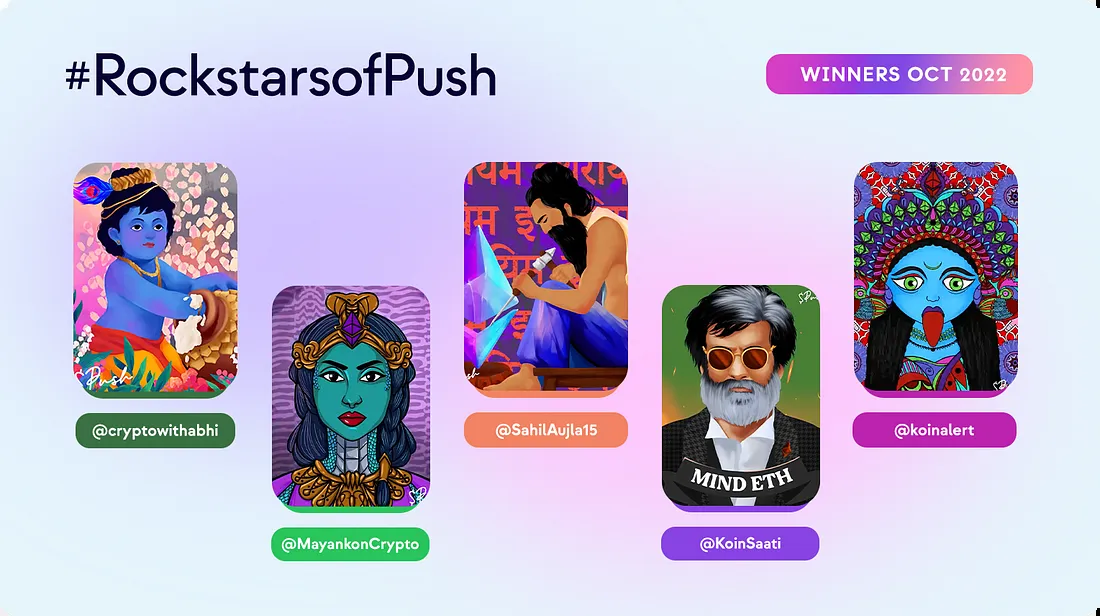 #RockstarsofPush
WINNERS OCT 2022
Push
@cryptowithabhi
@MayankonCrypto
@SahilAujla15
MIND ETH
@KoinSaati
@koinalert